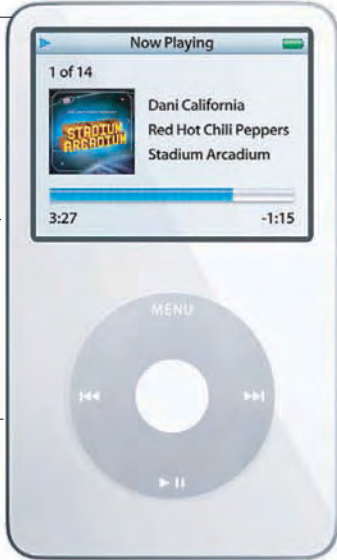 Now Playing
1 of 14
STADIUM
ARCADIUM
Dani California
Red Hot Chili Peppers
Stadium Arcadium
3:27 -1:15
MENU